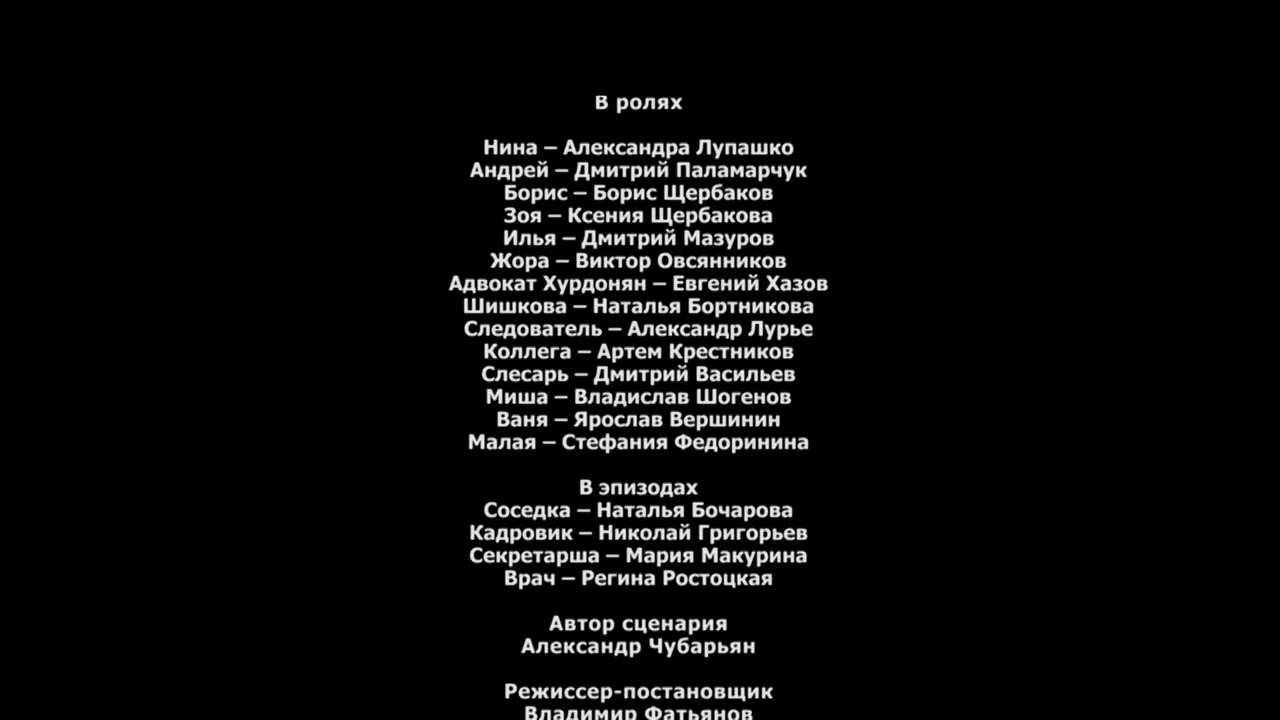 В ролях
Нина – Александра Лупашко
Андрей – Дмитрий Паламарчук
Борис – Борис Щербаков
Зоя – Ксения Щербакова
Илья – Дмитрий Мазуров
Жора – Виктор Овсянников
Адвокат Хурдонян – Евгений Хазов
Шишкова – Наталья Бортникова
Следователь – Александр Лурье
Коллега – Артем Крестников
Слесарь – Дмитрий Васильев
Миша – Владислав Шогенов
Ваня – Ярослав Вершинин
Малая – Стефания Федоринина
В эпизодах
Соседка – Наталья Бочарова
Кадровик – Николай Григорьев
Секретарша – Мария Макурина
Врач – Регина Ростоцкая
Автор сценария
Александр Чубарьян
Режиссер-постановщик
Владимир Фатьянов